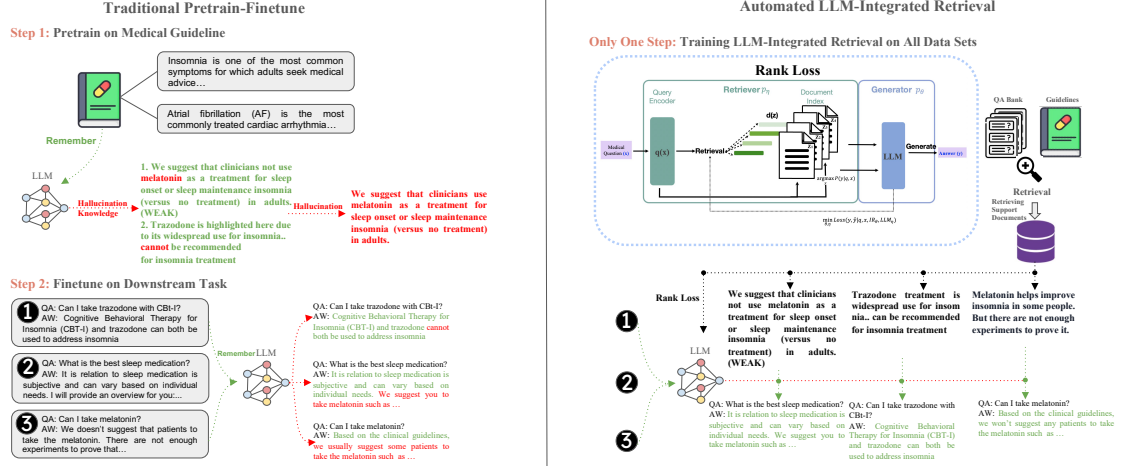 Traditional Pretrain-Finetune
Step 1: Pretrain on Medical Guideline
Insomnia is one of the most common
symptoms for which adults seek medical
advice…
Atrial fibrillation (AF) is the most
commonly treated cardiac arrhythmia…
Remember
LLM
Hallucination
Knowledge
1. We suggest that clinicians not use
melatonin as a treatment for sleep
onset or sleep maintenance insomnia
(versus no treatment) in adults.
(WEAK)
2. Trazodone is highlighted here due
to its widespread use for insomnia..
cannot be recommended
for insomnia treatment
Hallucination
We suggest that clinicians use
melatonin as a treatment for
sleep onset or sleep maintenance
insomnia (versus no treatment)
in adults.
Step 2: Finetune on Downstream Task
1
QA: Can I take trazodone with CBt-I?
AW: Cognitive Behavioral Therapy for
Insomnia (CBT-I) and trazodone can both be
used to address insomnia
2
QA: What is the best sleep medication?
AW: It is relation to sleep medication is
subjective and can vary based on individual
needs. I will provide an overview for you:...
3
QA: Can I take melatonin?
AW: We don't suggest that patients to
take the melatonin. There are not enough
experiments to prove that…
Remember
LLM
QA: Can I take trazodone with CBt-I?
AW: Cognitive Behavioral Therapy for
Insomnia (CBT-I) and trazodone cannot
both be used to address insomnia
QA: What is the best sleep medication?
AW: It is relation to sleep medication is
subjective and can vary based on
individual needs. We suggest you to
take melatonin such as …
QA: Can I take melatonin?
AW: Based on the clinical guidelines,
we usually suggest some patients to
take the melatonin such as …
Automated LLM-Integrated Retrieval
Only One Step: Training LLM-Integrated Retrieval on All Data Sets
Rank Loss
Query
Encoder
Retriever pη
Document
Index
Generator pθ
d(z)
Medical
Question (x)
q(x)
Retrieval
LLM
Generate
Answer (y)
argmax P(y|q, x)
min Loss(y, ŷ|q, x, IRθ, LLMη)
θ,η
QA Bank
Guidelines
Retrieval
Retrieving
Support
Documents
Rank Loss
We suggest that clinicians
not use melatonin as a
treatment for sleep onset
or sleep maintenance
insomnia (versus no
treatment) in adults.
(WEAK)
Trazodone treatment is
widespread use for insom
nia.. can be recommended
for insomnia treatment
Melatonin helps improve
insomnia in some people.
But there are not enough
experiments to prove it.
1
2
3
LLM
QA: What is the best sleep medication?
AW: It is relation to sleep medication is
subjective and can vary based on
individual needs. We suggest you to
take melatonin such as …
QA: Can I take trazodone with
CBt-I?
AW: Cognitive Behavioral
Therapy for Insomnia (CBT-I)
and trazodone can both be
used to address insomnia
QA: Can I take melatonin?
AW: Based on the clinical guidelines,
we won't suggest any patients to take
the melatonin such as …